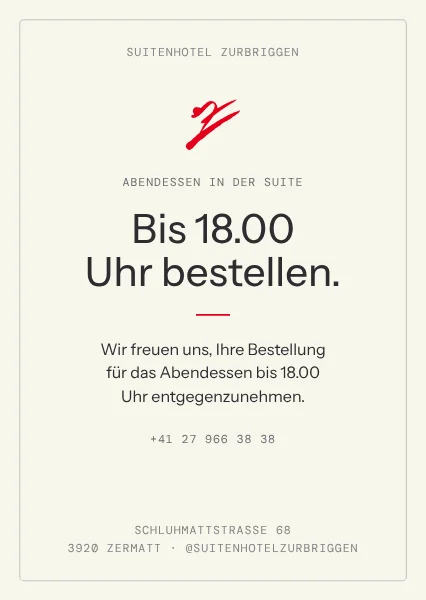 SUITENHOTEL ZURBRIGGEN
ABENDESSEN IN DER SUITE
Bis 18.00
Uhr bestellen.
Wir freuen uns, Ihre Bestellung
für das Abendessen bis 18.00
Uhr entgegenzunehmen.
+41 27 966 38 38
SCHLUHMATTSTRASSE 68
3920 ZERMATT · @SUITENHOTELZURBRIGGEN